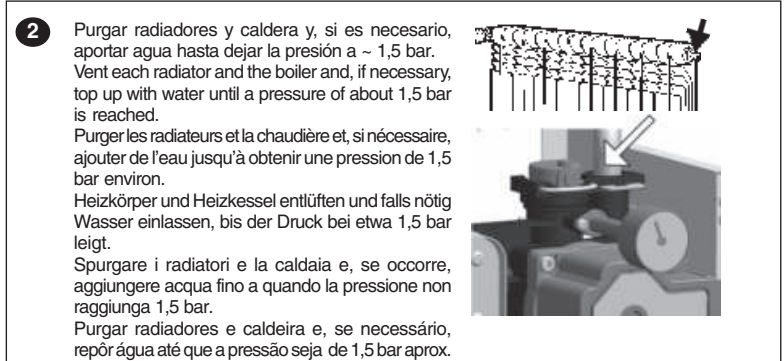 2
Purgar radiadores y caldera y, si es necesario,
aportar agua hasta dejar la presión a ~ 1,5 bar.
Vent each radiator and the boiler and, if necessary,
top up with water until a pressure of about 1,5 bar
is reached.
Purger les radiateurs et la chaudière et, si nécessaire,
ajouter de l'eau jusqu'à obtenir une pression de 1,5
bar environ.
Heizkörper und Heizkessel entlüften und falls nötig
Wasser einlassen, bis der Druck bei etwa 1,5 bar
leigt.
Spurgare i radiatori e la caldaia e, se occorre,
aggiungere acqua fino a quando la pressione non
raggiunga 1,5 bar.
Purgar radiadores e caldeira e, se necessário,
repôr água até que a pressão seja de 1,5 bar aprox.